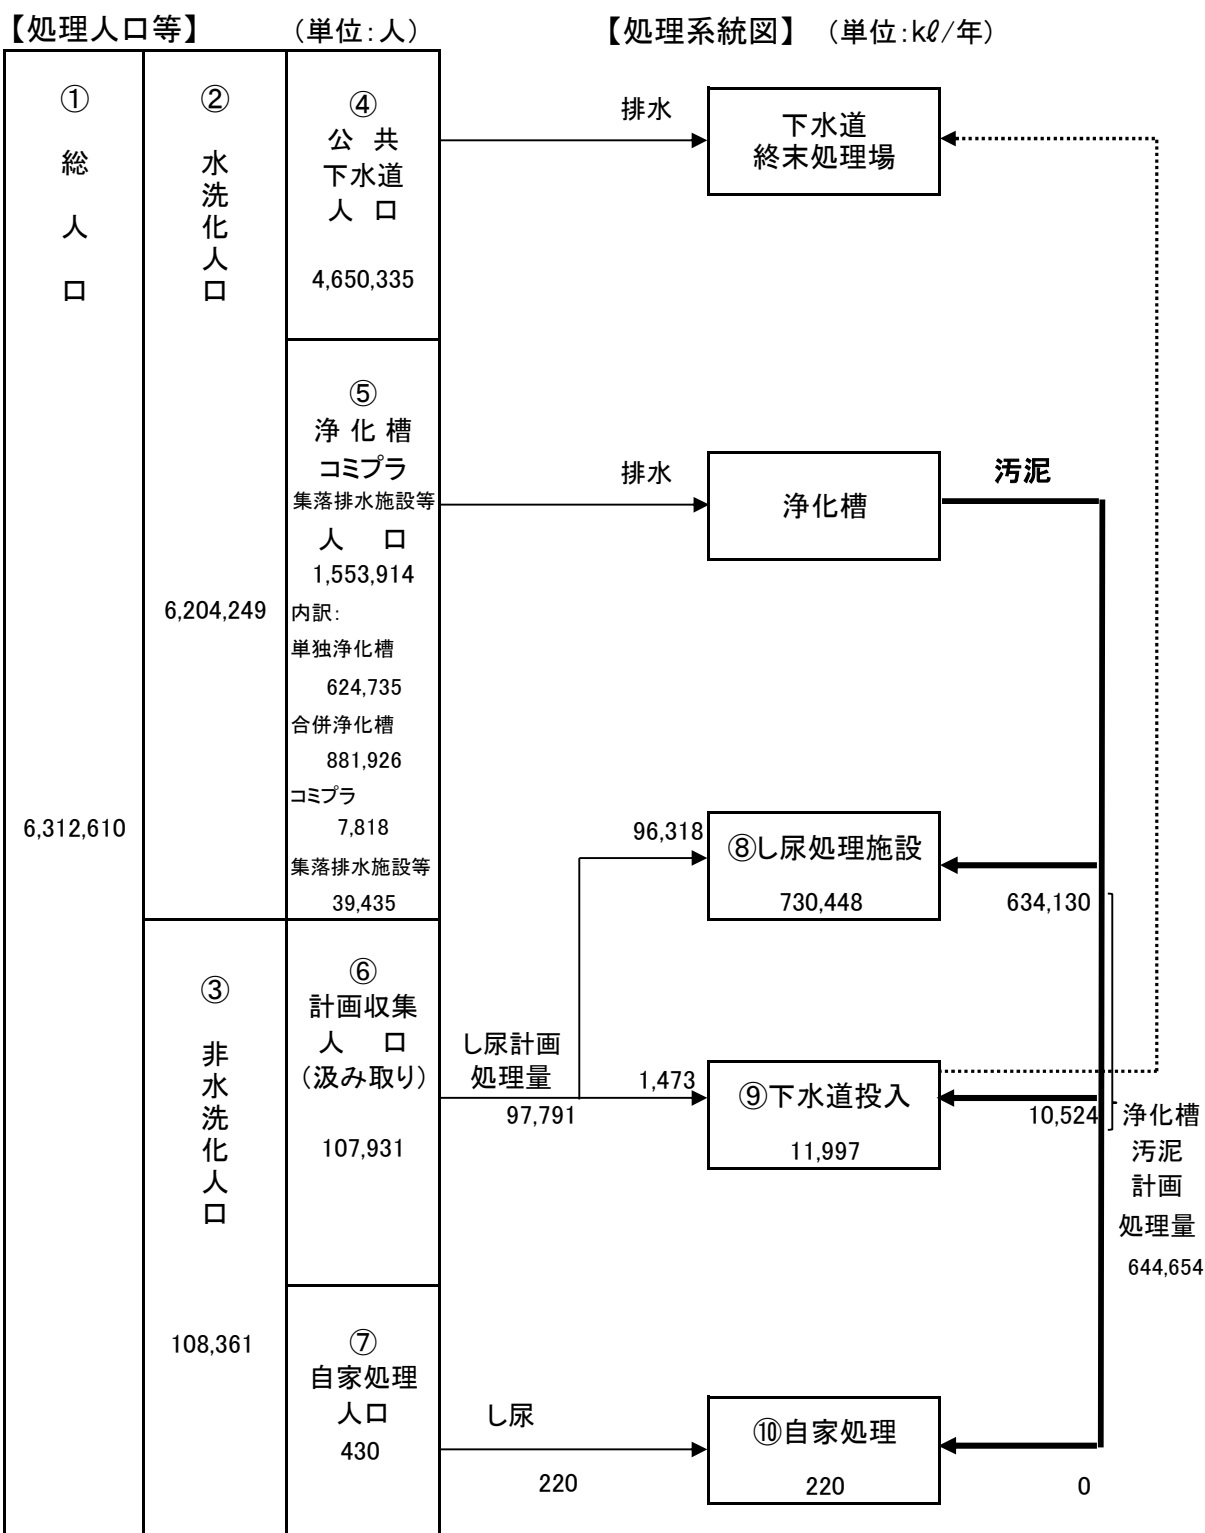 【処理人口等】 (単位:人)
【処理系統図】 (単位:kℓ/年)
①
総
人
口
6,312,610
②
水
洗
化
人
口
6,204,249
③
非
水
洗
化
人
口
108,361
④
公 共
下水道
人 口
4,650,335
⑤
浄 化 槽
コミプラ
集落排水施設等
人 口
1,553,914
内訳:
単独浄化槽
624,735
合併浄化槽
881,926
コミプラ
7,818
集落排水施設等
39,435
⑥
計画収集
人 口
(汲み取り)
107,931
⑦
自家処理
人口
430
排水
下水道
終末処理場
排水
浄化槽
汚泥
96,318
⑧し尿処理施設
730,448
634,130
し尿計画
処理量
97,791
1,473
⑨下水道投入
11,997
10,524
浄化槽
汚泥
計画
処理量
644,654
し尿
220
⑩自家処理
220
0